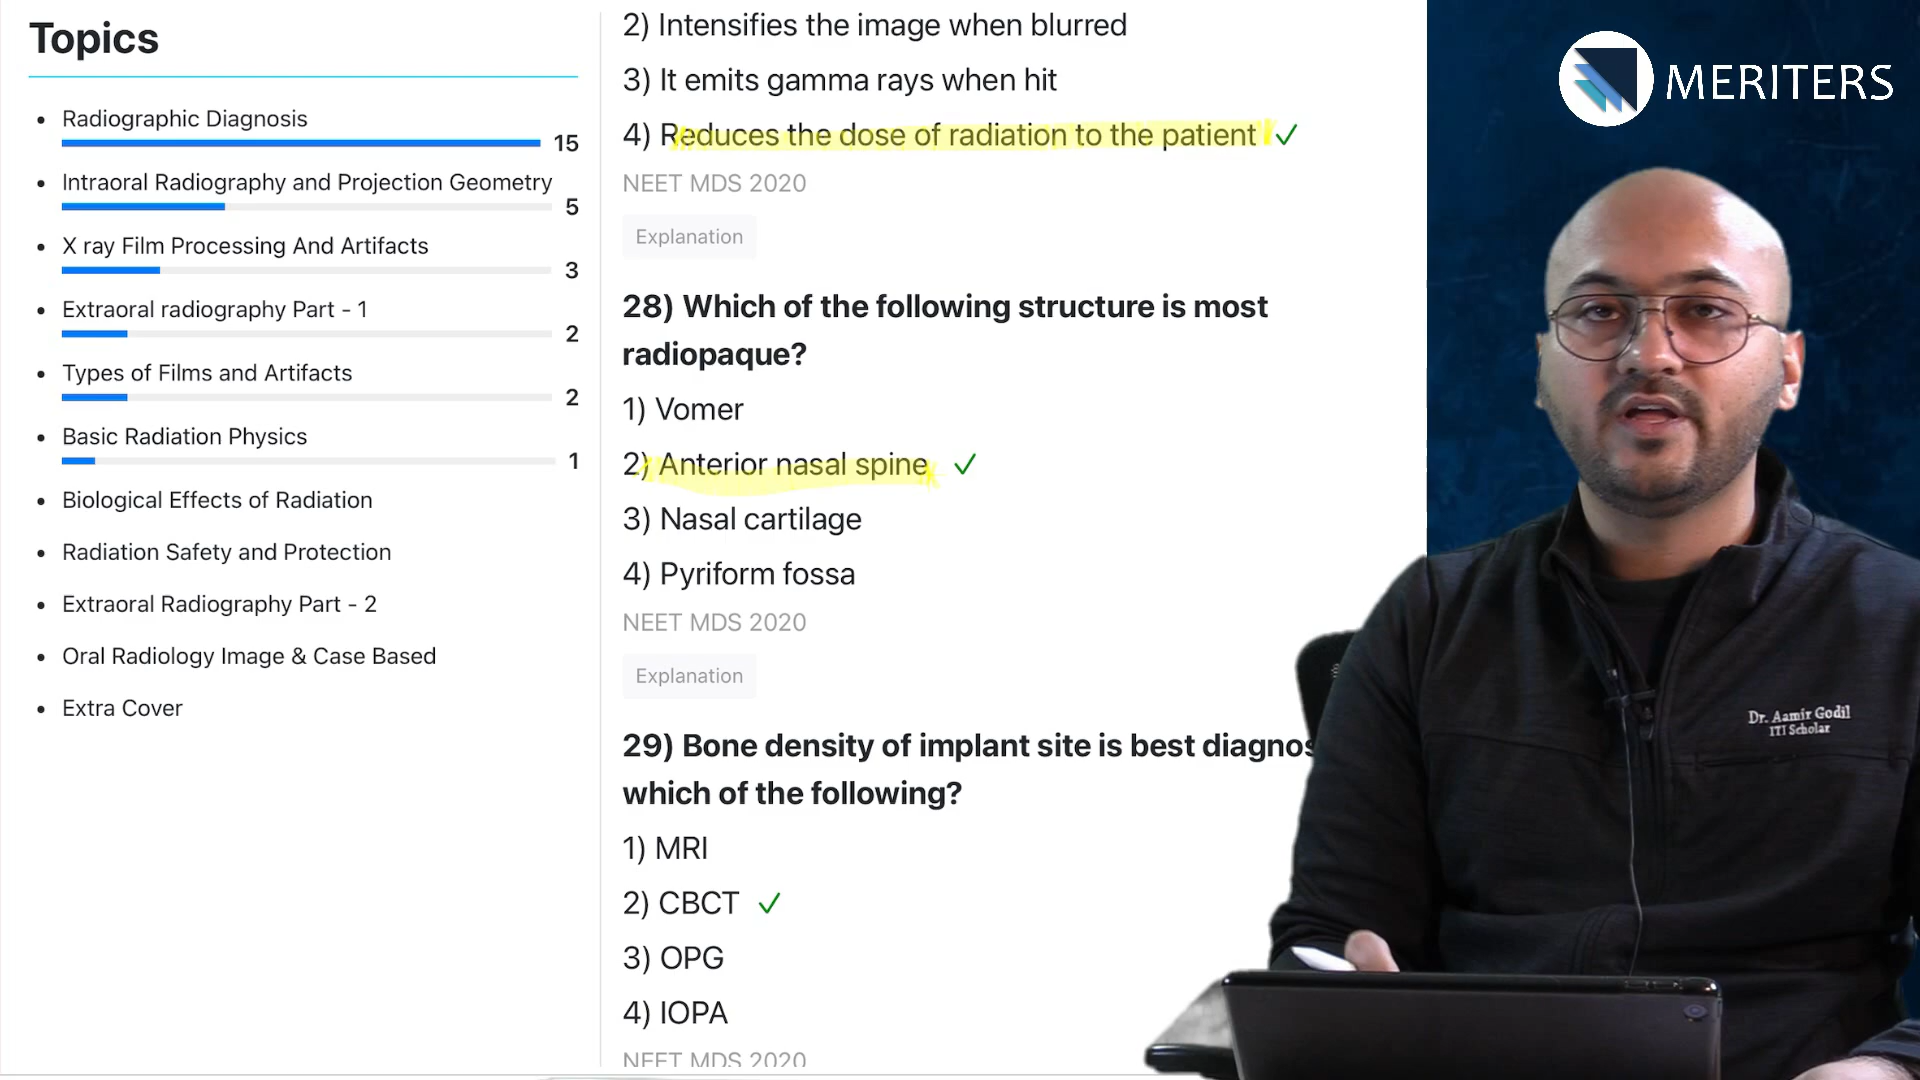 Topics
Radiographic Diagnosis
15
Intraoral Radiography and Projection Geometry
5
X ray Film Processing And Artifacts
3
Extraoral radiography Part - 1
2
Types of Films and Artifacts
2
Basic Radiation Physics
1
Biological Effects of Radiation
Radiation Safety and Protection
Extraoral Radiography Part - 2
Oral Radiology Image & Case Based
Extra Cover
2) Intensifies the image when blurred
3) It emits gamma rays when hit
4) Reduces the dose of radiation to the patient ✓
NEET MDS 2020
Explanation
28) Which of the following structure is most
radiopaque?
1) Vomer
2) Anterior nasal spine ✓
3) Nasal cartilage
4) Pyriform fossa
NEET MDS 2020
Explanation
29) Bone density of implant site is best diagnos
which of the following?
1) MRI
2) CBCT ✓
3) OPG
4) IOPA
NEET MDS 2020
MERITERS
Dr. Aamir Godil
ITI Scholar